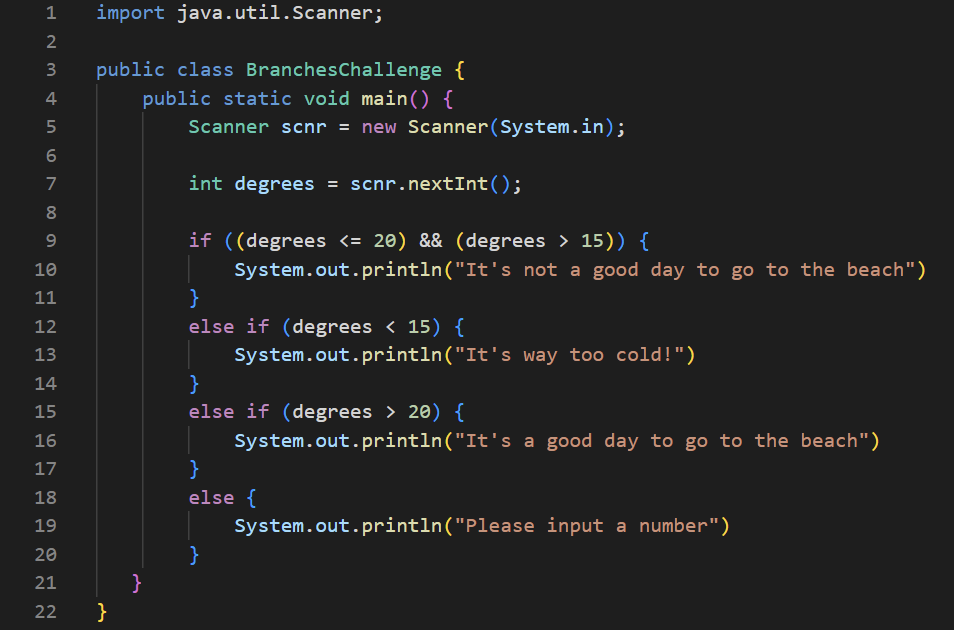 1 import java.util.Scanner;
2
3 public class BranchesChallenge {
4     public static void main() {
5         Scanner scnr = new Scanner(System.in);
6
7         int degrees = scnr.nextInt();
8
9         if ((degrees <= 20) && (degrees > 15)) {
10             System.out.println("It's not a good day to go to the beach")
11         }
12         else if (degrees < 15) {
13             System.out.println("It's way too cold!")
14         }
15         else if (degrees > 20) {
16             System.out.println("It's a good day to go to the beach")
17         }
18         else {
19             System.out.println("Please input a number")
20         }
21     }
22 }